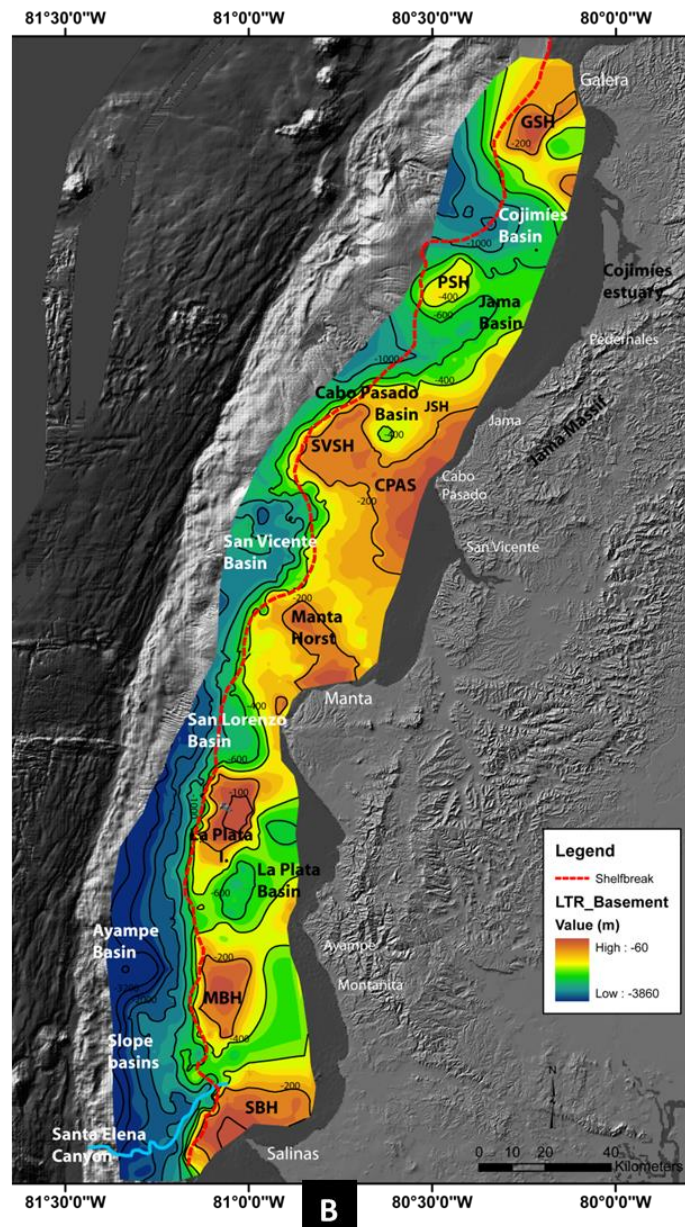 81°30'0"W 81°0'0"W 80°30'0"W 80°0'0"W
Galera
GSH
-200
Cojimíes
Basin
-1000
Cojimíes
estuary
PSH
-400
-600
Jama
Basin
Pedernales
-1000
-400
Cabo Pasado
Basin
JSH
Jama
Jama Massif
-400
SVSH
CPAS
Cabo
Pasado
-200
San Vicente
San Vicente
Basin
-200
Manta
Horst
Manta
-400
San Lorenzo
Basin
-600
-100
La Plata
I.
La Plata
Basin
-600
Ayampe
Basin
Ayampe
-200
MBH
Montañita
-400
Slope
basins
-200
SBH
Santa Elena
Canyon
Salinas
Legend
Shelfbreak
LTR_Basement
Value (m)
High : -60
Low : -3860
N
0 10 20 40
Kilometers
81°30'0"W 81°0'0"W 80°30'0"W 80°0'0"W
B